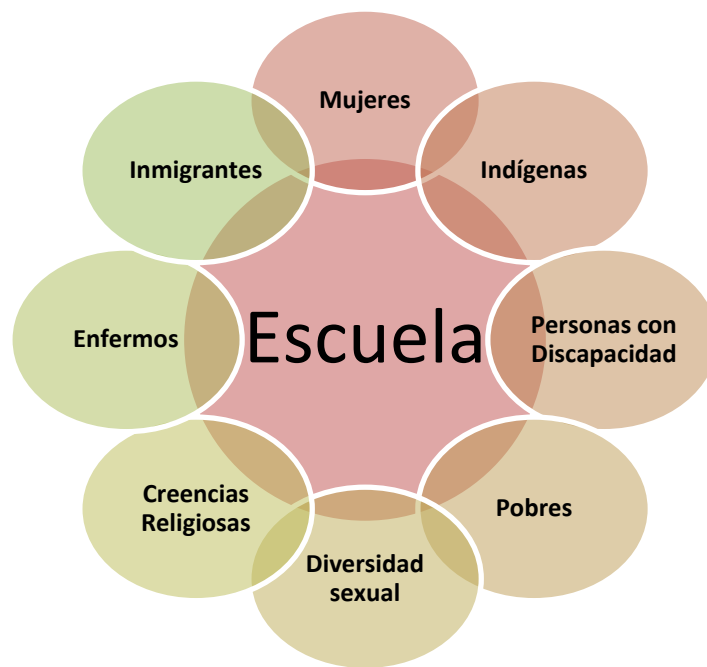 Mujeres
Inmigrantes
Indígenas
Escuela
Enfermos
Personas con
Discapacidad
Creencias
Religiosas
Pobres
Diversidad
sexual